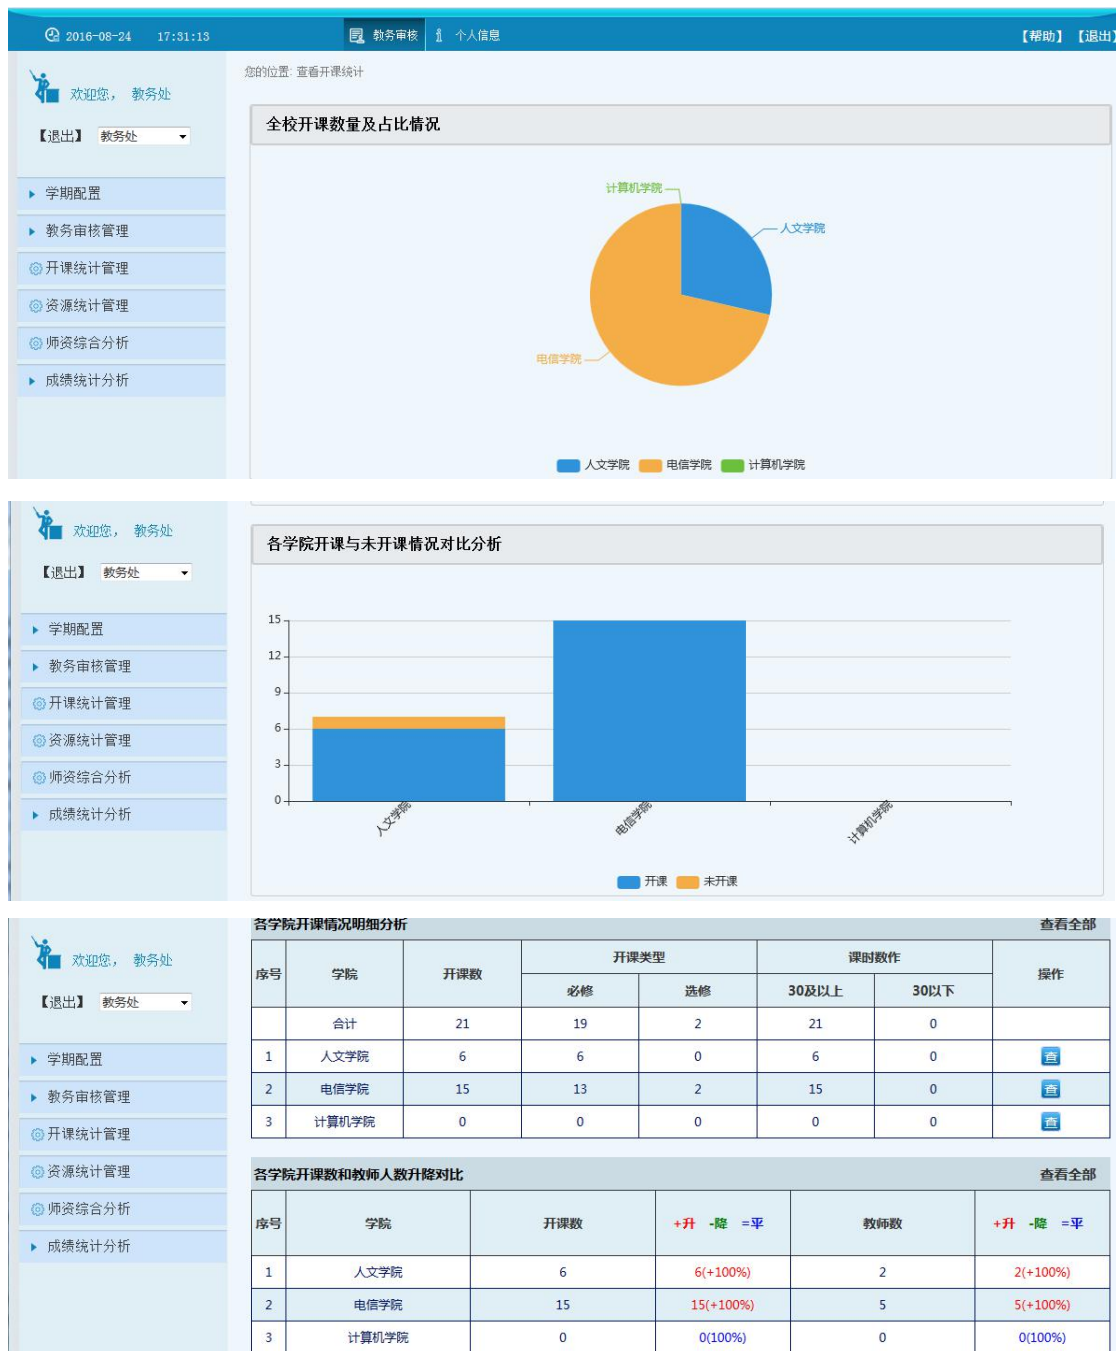 2016-08-24 17:31:13 教务审核 个人信息 【帮助】 【退出】
欢迎您， 教务处
【退出】 教务处
学期配置
教务审核管理
开课统计管理
资源统计管理
师资综合分析
成绩统计分析
您的位置: 查看开课统计
全校开课数量及占比情况
计算机学院
人文学院
电信学院
人文学院 电信学院 计算机学院
欢迎您， 教务处
【退出】 教务处
学期配置
教务审核管理
开课统计管理
资源统计管理
师资综合分析
成绩统计分析
各学院开课与未开课情况对比分析
15
12
9
6
3
0
人文学院 电信学院 计算机学院
开课 未开课
欢迎您， 教务处
【退出】 教务处
学期配置
教务审核管理
开课统计管理
资源统计管理
师资综合分析
成绩统计分析
各学院开课情况明细分析 查看全部
序号 学院 开课数 开课类型 课时数作 操作
必修 选修 30及以上 30以下
合计 21 19 2 21 0
1 人文学院 6 6 0 6 0 查
2 电信学院 15 13 2 15 0 查
3 计算机学院 0 0 0 0 0 查
各学院开课数和教师人数升降对比 查看全部
序号 学院 开课数 +升 -降 =平 教师数 +升 -降 =平
1 人文学院 6 6(+100%) 2 2(+100%)
2 电信学院 15 15(+100%) 5 5(+100%)
3 计算机学院 0 0(100%) 0 0(100%)